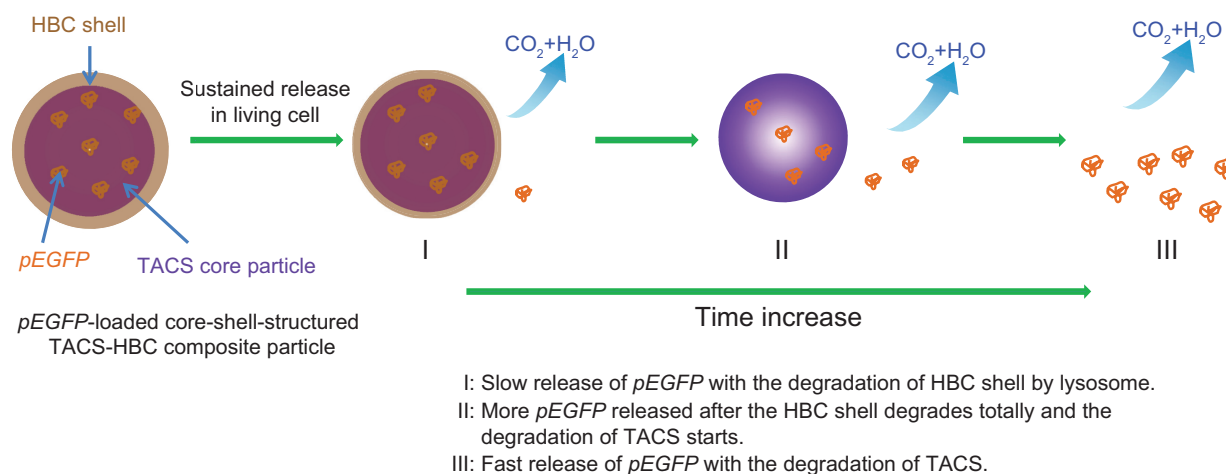 HBC shell
Sustained release
in living cell
CO₂+H₂O
CO₂+H₂O
CO₂+H₂O
pEGFP
TACS core particle
I
II
III
pEGFP-loaded core-shell-structured
TACS-HBC composite particle
Time increase
I: Slow release of pEGFP with the degradation of HBC shell by lysosome.
II: More pEGFP released after the HBC shell degrades totally and the
degradation of TACS starts.
III: Fast release of pEGFP with the degradation of TACS.